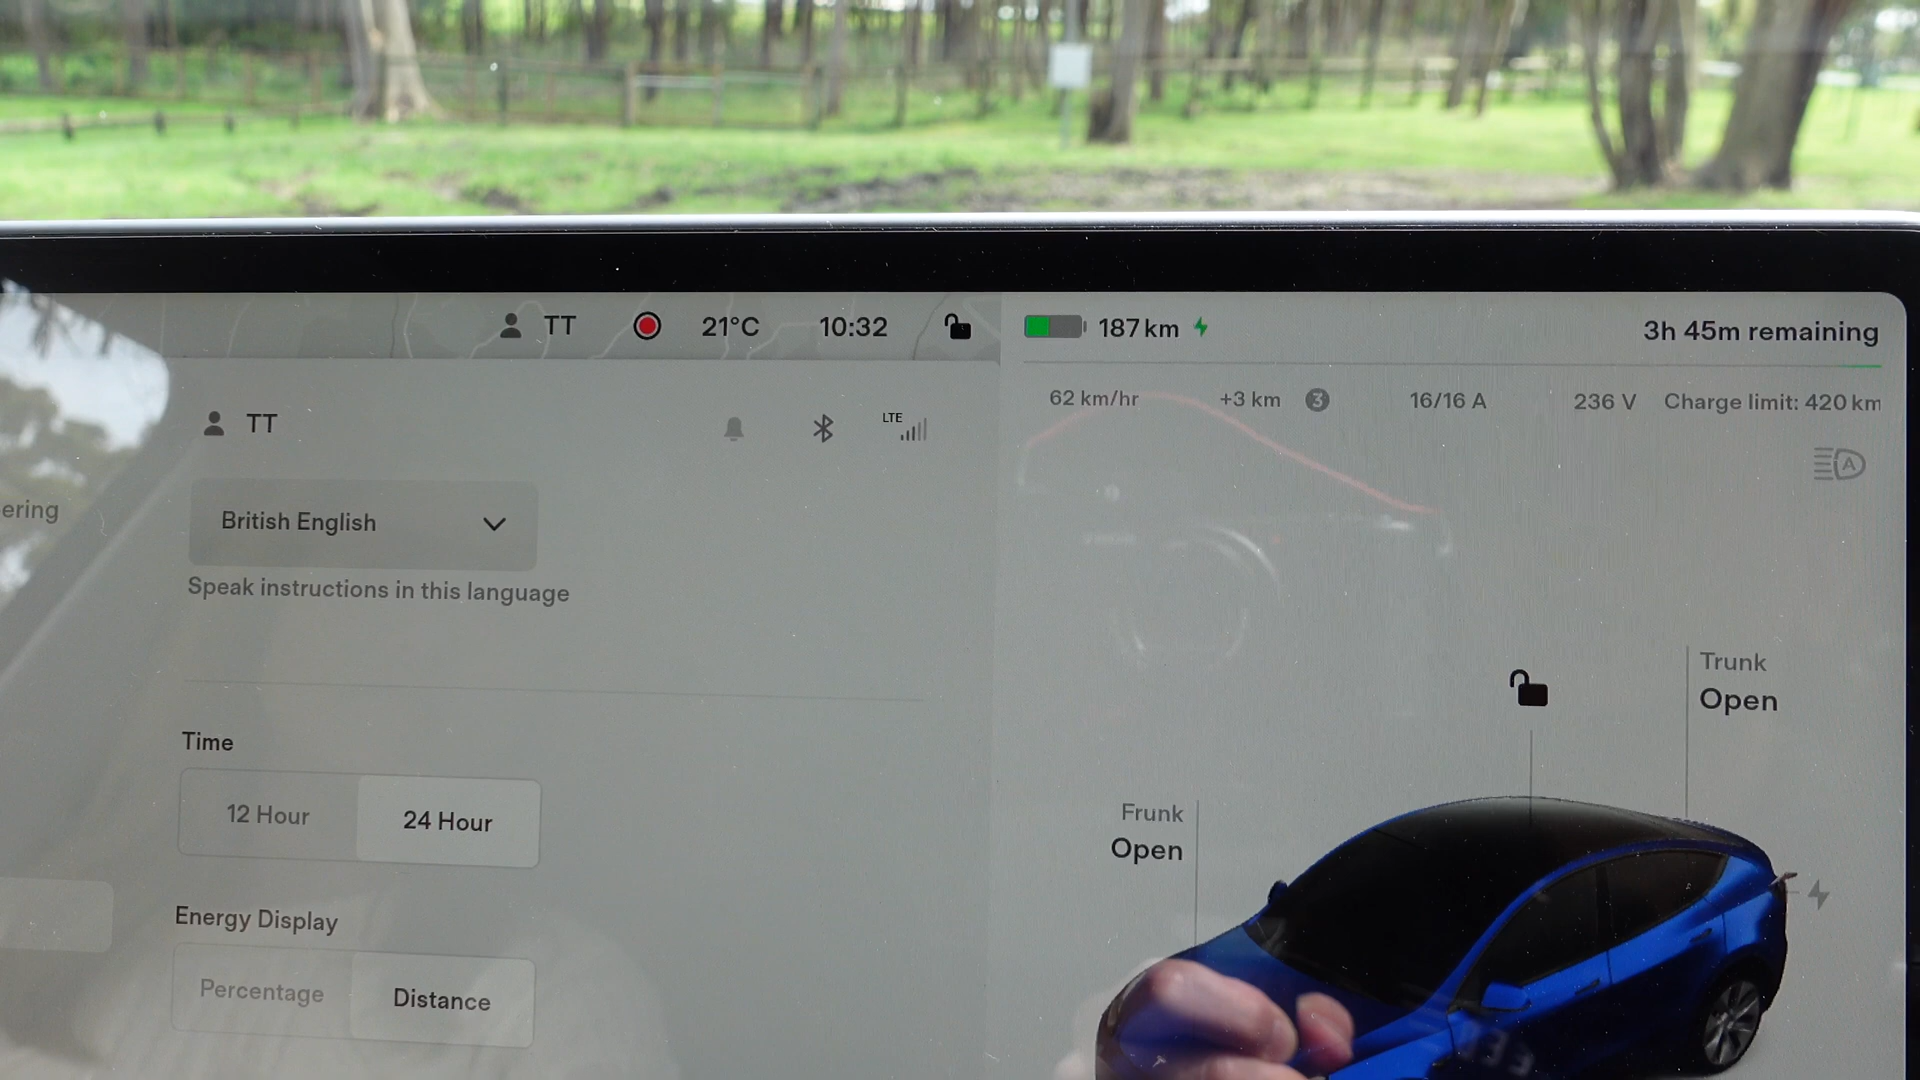 TT 21°C 10:32
187 km 3h 45m remaining
62 km/hr +3 km 3 16/16 A 236 V Charge limit: 420 km
TT LTE
A
ering
British English
Speak instructions in this language
Trunk
Open
Time
12 Hour 24 Hour
Frunk
Open
Energy Display
Percentage Distance